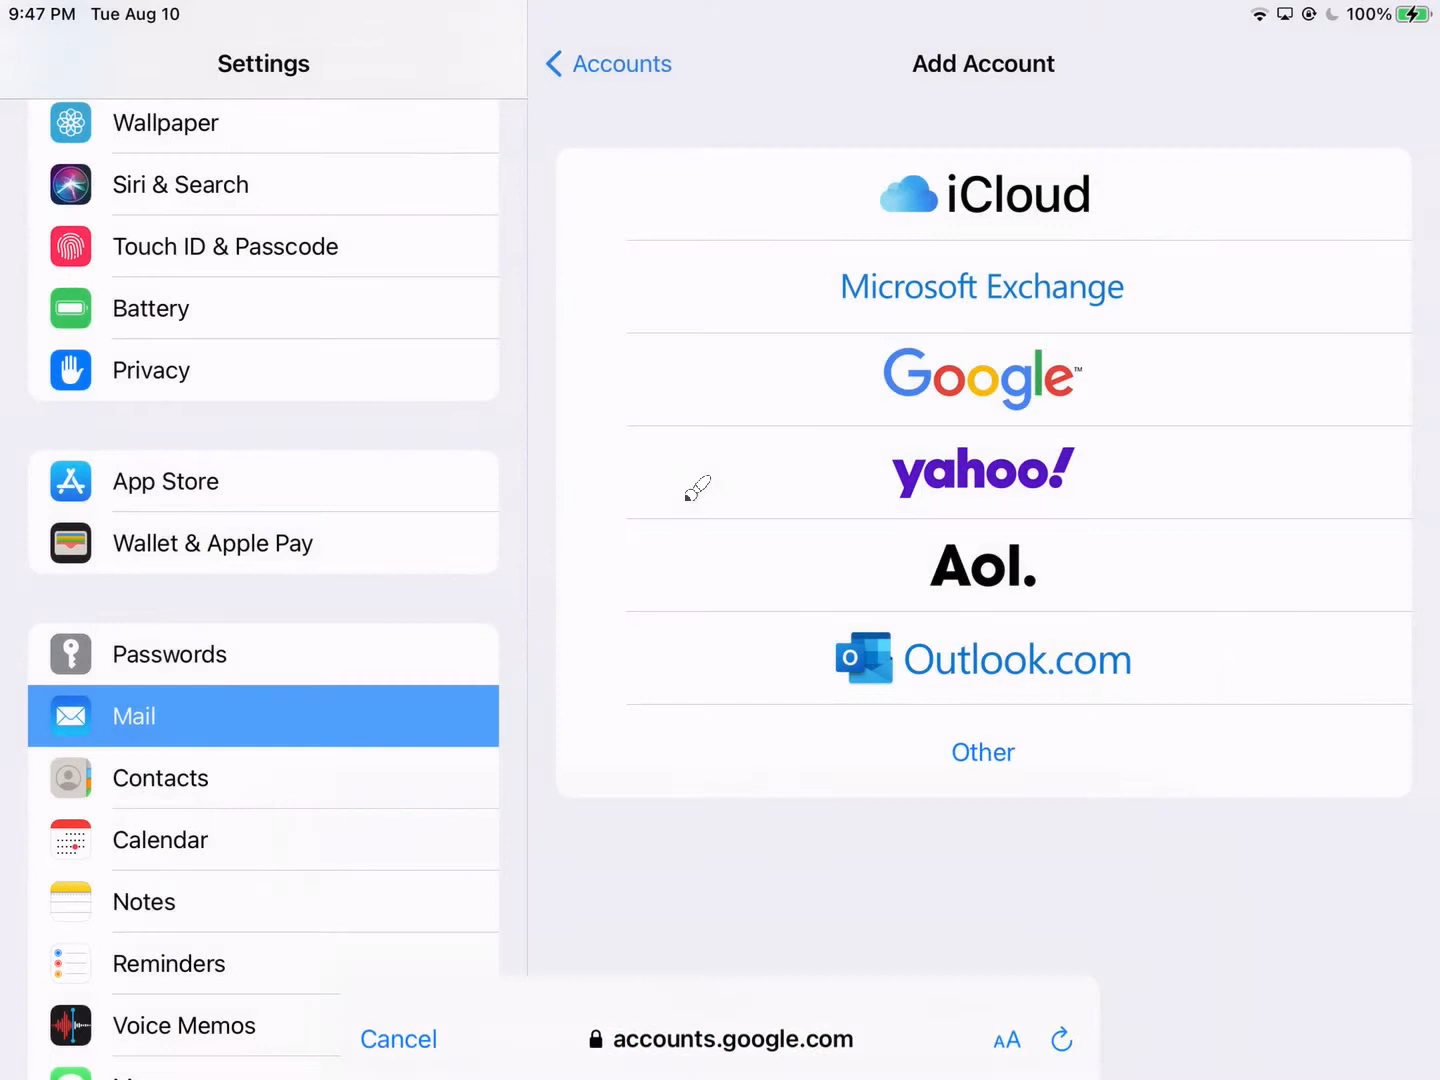 9:47 PM Tue Aug 10
100%
Settings
Wallpaper
Siri & Search
Touch ID & Passcode
Battery
Privacy
App Store
Wallet & Apple Pay
Passwords
Mail
Contacts
Calendar
Notes
Reminders
Voice Memos
Accounts
Add Account
iCloud
Microsoft Exchange
Google™
yahoo!
Aol.
Outlook.com
Other
Cancel
accounts.google.com
AA